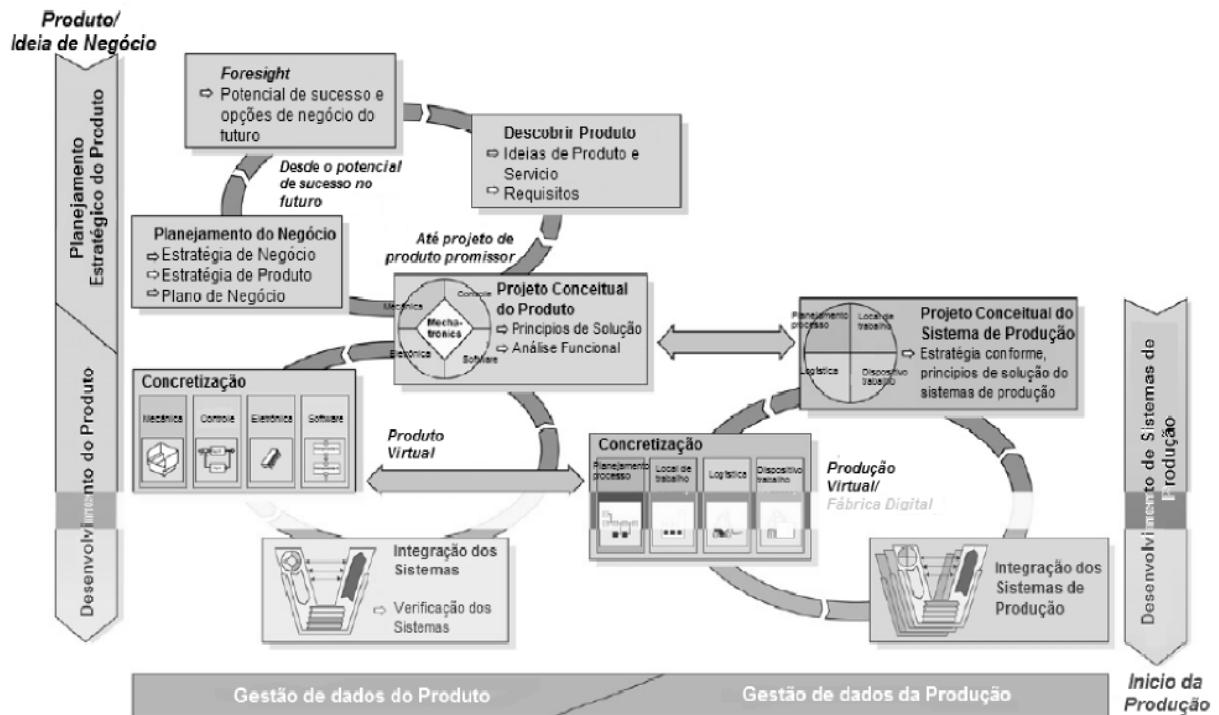 Produto/
Ideia de Negócio
Planejamento
Estratégico do Produto
Desenvolvimento do Produto
Foresight
⇨ Potencial de sucesso e
opções de negócio do
futuro
Descobrir Produto
⇨ Ideias de Produto e
Servicio
⇨ Requisitos
Desde o potencial
de sucesso no
futuro
Planejamento do Negócio
⇨ Estratégia de Negócio
⇨ Estratégia de Produto
⇨ Plano de Negócio
Até projeto de
produto promissor
Mecânica
Controle
Mecha-
tronics
Eletrônica
Software
Projeto Conceitual
do Produto
⇨ Principios de Solução
⇨ Análise Funcional
Planejamento
processo
Local de
trabalho
Logística
Dispositivo
trabalho
Projeto Conceitual do
Sistema de Produção
⇨ Estratégia conforme,
principios de solução do
sistemas de produção
Concretização
Mecânica
Controle
Eletrônica
Software
Produto
Virtual
Concretização
Planejamento
processo
Local de
trabalho
Logística
Dispositivo
trabalho
Produção
Virtual/
Fábrica Digital
Integração dos
Sistemas
⇨ Verificação dos
Sistemas
Integração dos
Sistemas de
Produção
Desenvolvimento de Sistemas de
Produção
Gestão de dados do Produto
Gestão de dados da Produção
Inicio da
Produção